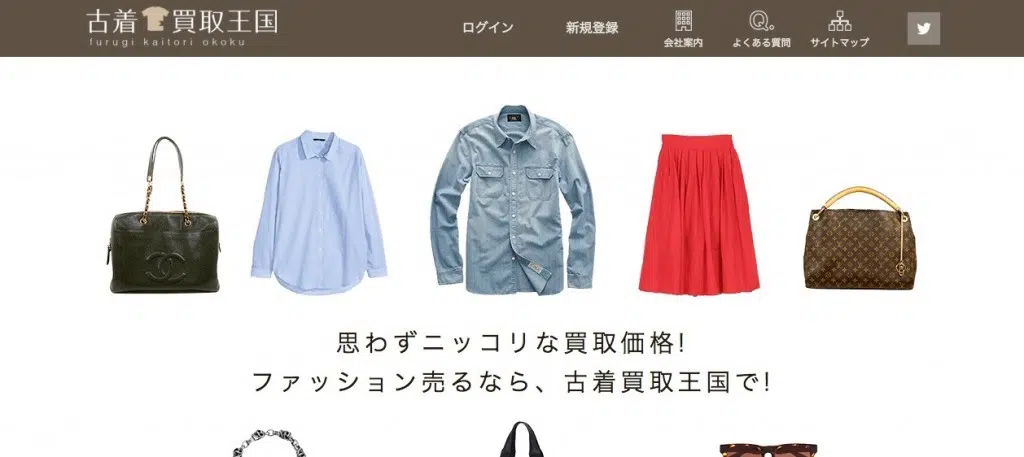 古着買取王国
furugi kaitori okoku
ログイン
新規登録
会社案内
よくある質問
サイトマップ
思わずニッコリな買取価格!
ファッション売るなら、古着買取王国で!